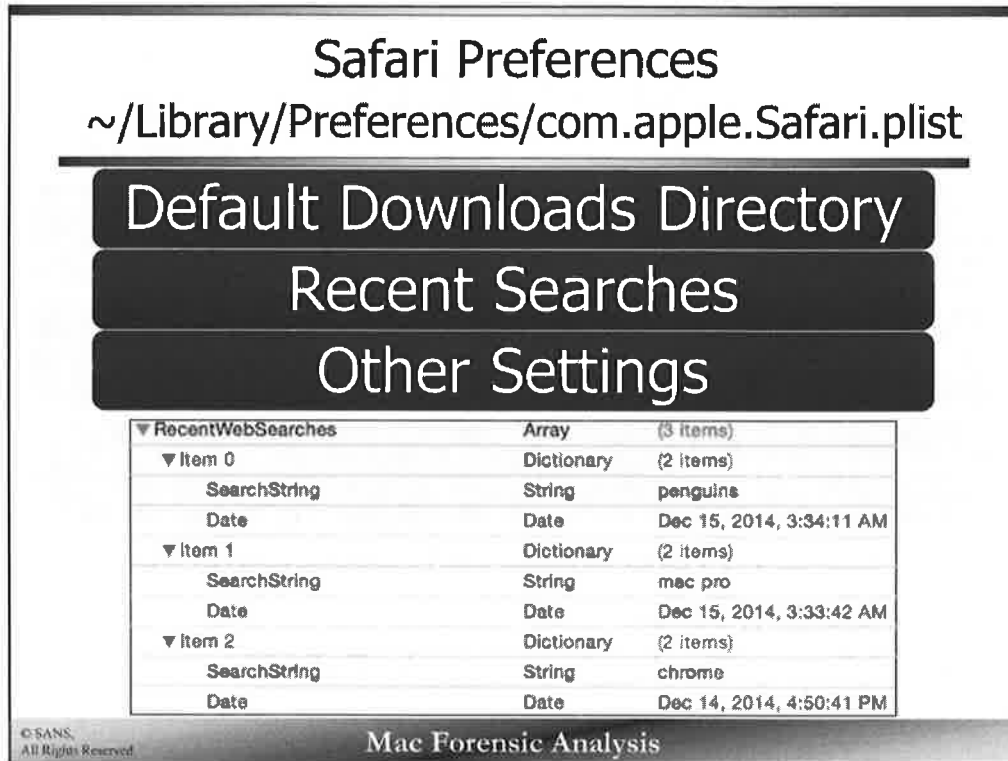 Safari Preferences
~/Library/Preferences/com.apple.Safari.plist
Default Downloads Directory
Recent Searches
Other Settings
▼ RecentWebSearches Array (3 items)
▼ Item 0 Dictionary (2 items)
SearchString String penguins
Date Date Dec 15, 2014, 3:34:11 AM
▼ Item 1 Dictionary (2 items)
SearchString String mac pro
Date Date Dec 15, 2014, 3:33:42 AM
▼ Item 2 Dictionary (2 items)
SearchString String chrome
Date Date Dec 14, 2014, 4:50:41 PM
© SANS,
All Rights Reserved
Mac Forensic Analysis